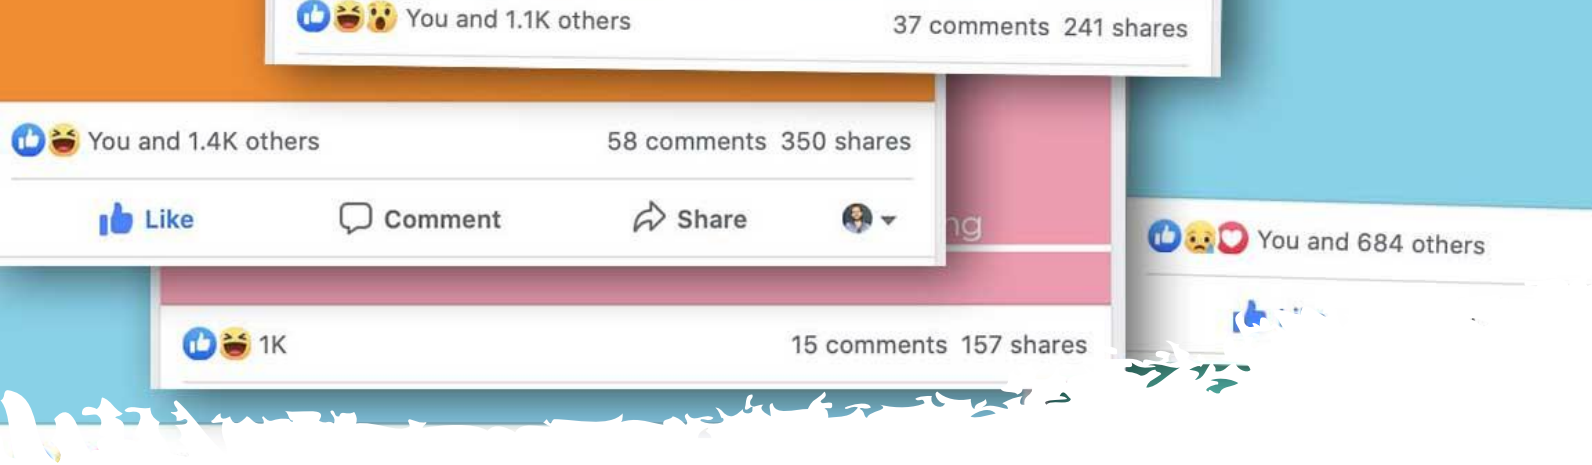 You and 1.1K others
37 comments 241 shares
You and 1.4K others
58 comments 350 shares
Like
Comment
Share
ng
You and 684 others
1K
15 comments 157 shares